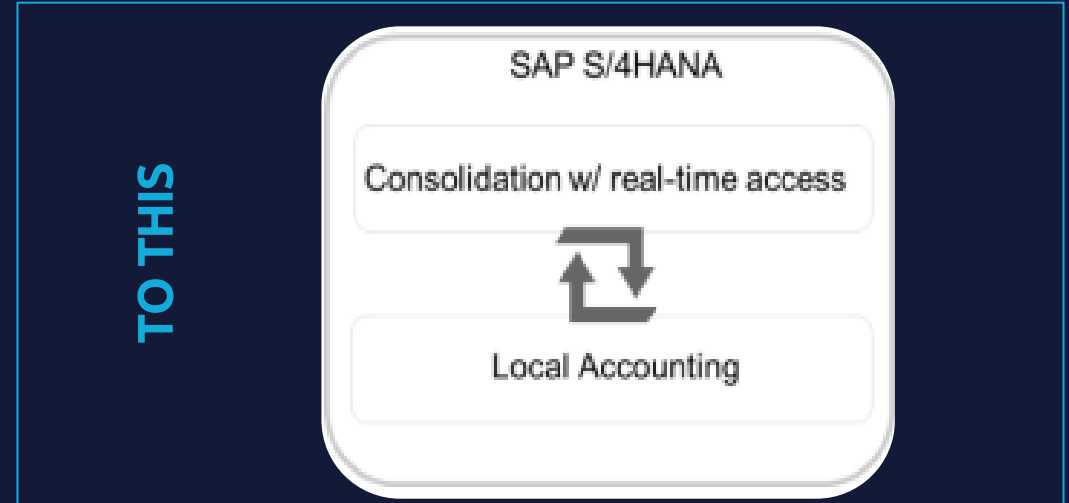 TO THIS
SAP S/4HANA
Consolidation w/ real-time access
Local Accounting